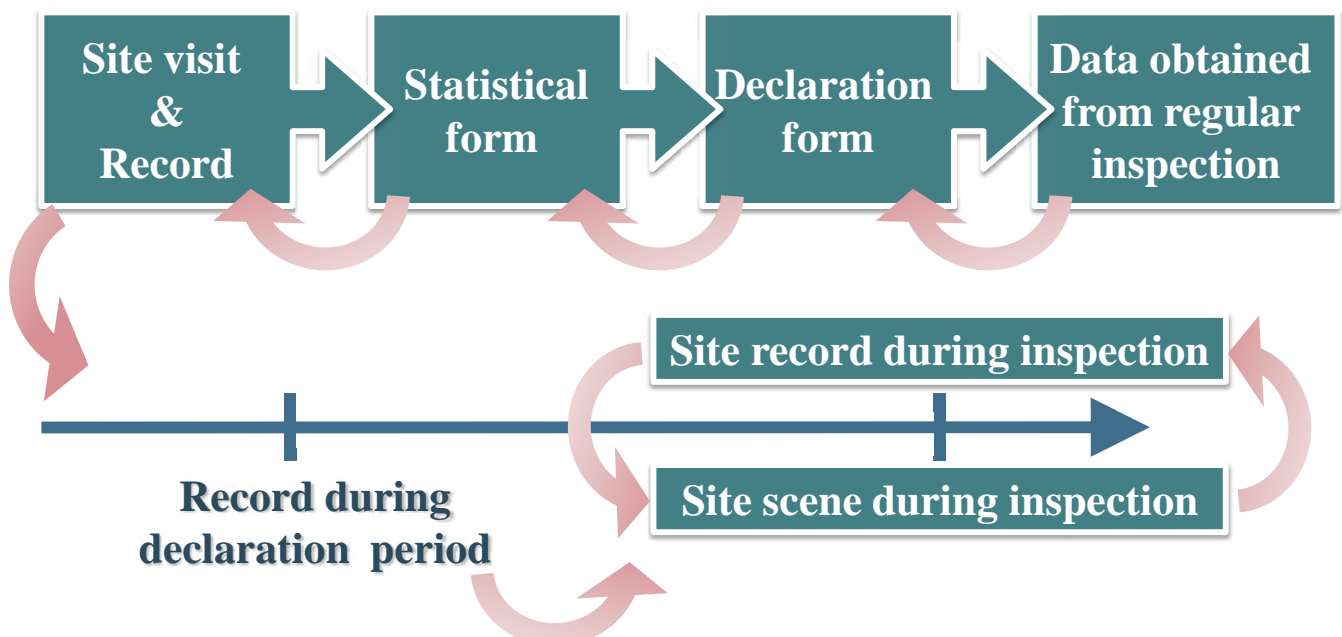 Site visit
&
Record
Statistical
form
Declaration
form
Data obtained
from regular
inspection
Site record during inspection
Site scene during inspection
Record during
declaration  period